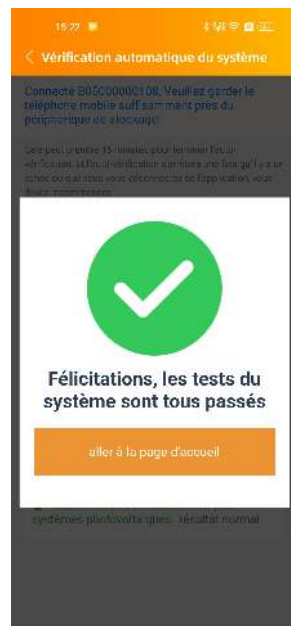 15:22
Vérification automatique du système
Connecté B05000000108, Veuillez garder le
téléphone mobile suffisamment près du
périphérique de stockage
Félicitations, les tests du
système sont tous passés
aller à la page d'accueil
systèmes photovoltaïques résultat normal